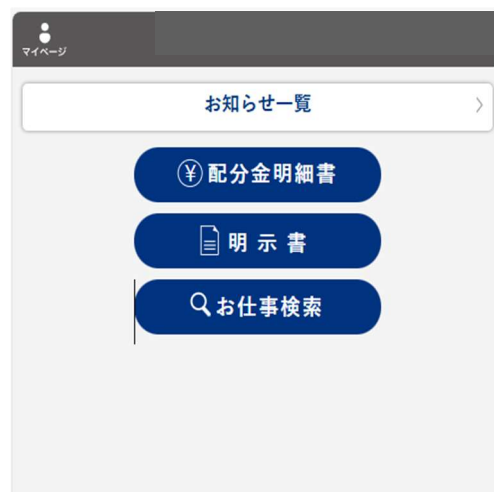 マイページ
お知らせ一覧
¥配分金明細書
明示書
お仕事検索